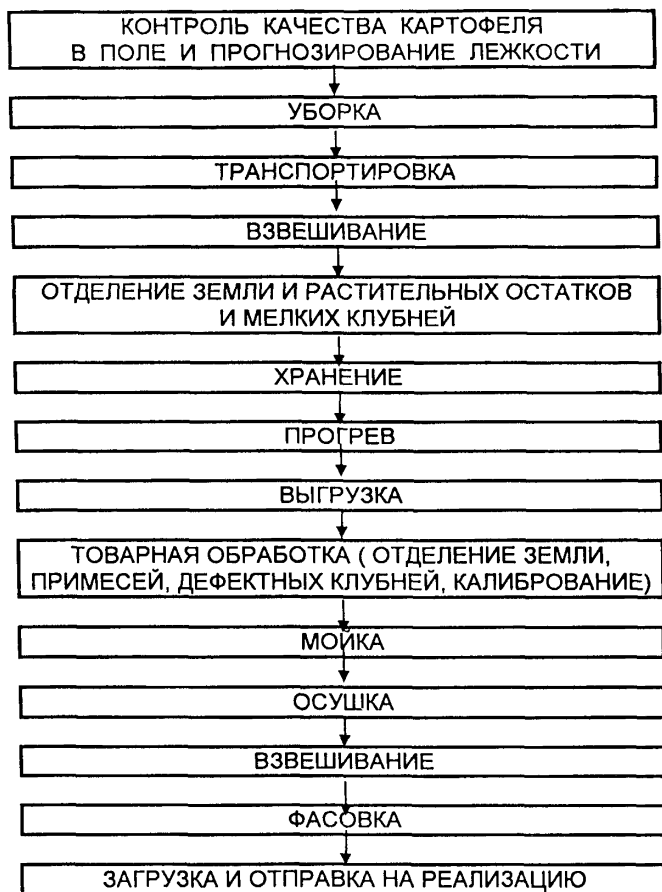 КОНТРОЛЬ КАЧЕСТВА КАРТОФЕЛЯ
В ПОЛЕ И ПРОГНОЗИРОВАНИЕ ЛЕЖКОСТИ
УБОРКА
ТРАНСПОРТИРОВКА
ВЗВЕШИВАНИЕ
ОТДЕЛЕНИЕ ЗЕМЛИ И РАСТИТЕЛЬНЫХ ОСТАТКОВ
И МЕЛКИХ КЛУБНЕЙ
ХРАНЕНИЕ
ПРОГРЕВ
ВЫГРУЗКА
ТОВАРНАЯ ОБРАБОТКА ( ОТДЕЛЕНИЕ ЗЕМЛИ,
ПРИМЕСЕЙ, ДЕФЕКТНЫХ КЛУБНЕЙ, КАЛИБРОВАНИЕ)
МОЙКА
ОСУШКА
ВЗВЕШИВАНИЕ
ФАСОВКА
ЗАГРУЗКА И ОТПРАВКА НА РЕАЛИЗАЦИЮ